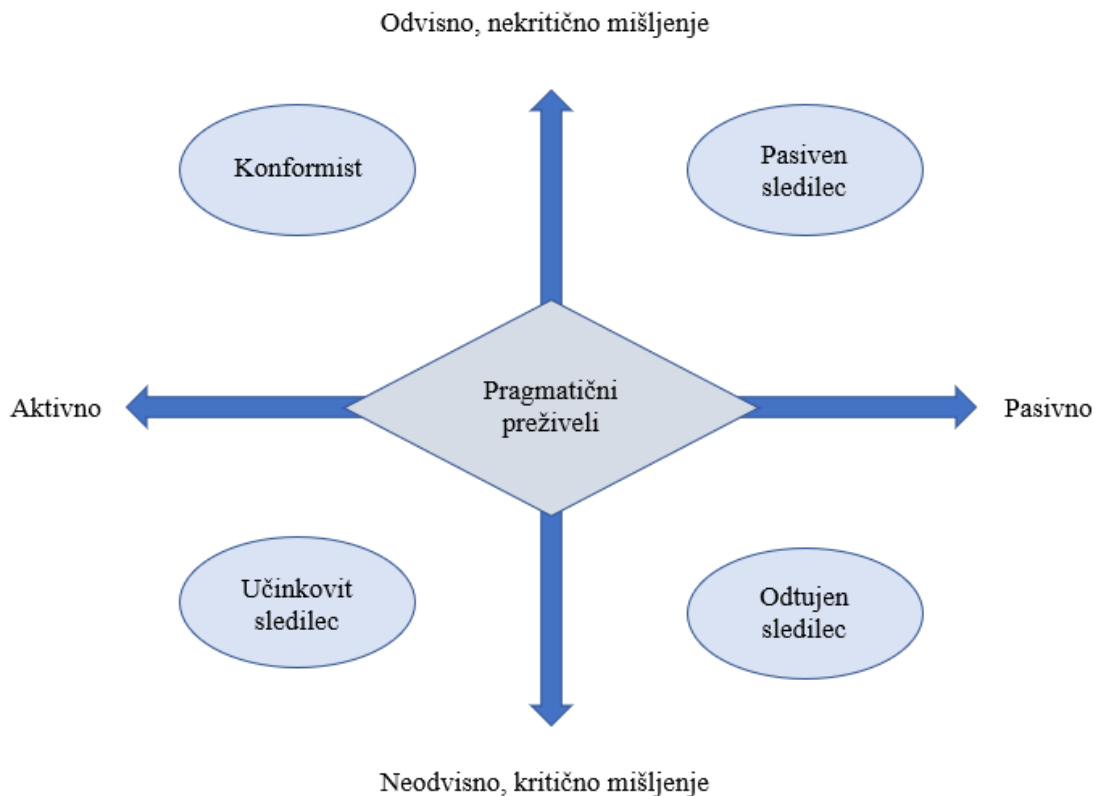 Odvisno, nekritično mišljenje
Konformist
Pasiven
sledilec
Aktivno
Pragmatični
preživeli
Pasivno
Učinkovit
sledilec
Odtujen
sledilec
Neodvisno, kritično mišljenje